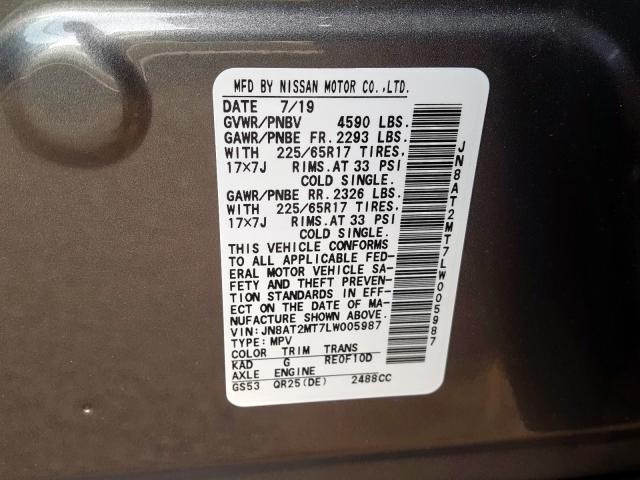 MFD BY NISSAN MOTOR CO.,LTD.
DATE 7/19
GVWR/PNBV 4590 LBS.
GAWR/PNBE FR. 2293 LBS.
WITH 225/65R17 TIRES,
17×7J RIMS.AT 33 PSI
COLD SINGLE.
GAWR/PNBE RR. 2326 LBS.
WITH 225/65R17 TIRES,
17×7J RIMS.AT 33 PSI
COLD SINGLE.
THIS VEHICLE CONFORMS
TO ALL APPLICABLE FED-
ERAL MOTOR VEHICLE SA-
FETY AND THEFT PREVEN-
TION STANDARDS IN EFF-
ECT ON THE DATE OF MA-
NUFACTURE SHOWN ABOVE.
VIN:JN8AT2MT7LW005987
TYPE:MPV
COLOR TRIM TRANS
KAD G RE0F10D
AXLE ENGINE
GS53 QR25(DE) 2488CC
JN8AT2MT7LW005987